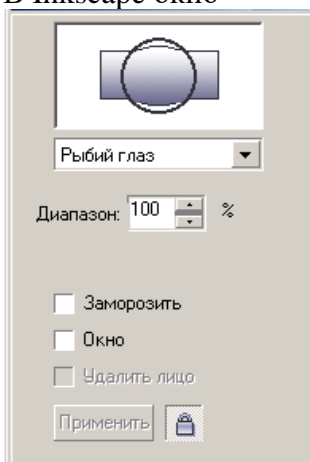 В Inkscape окно
Рыбий глаз
Диапазон: 100 %
Заморозить
Окно
Удалить лицо
Применить